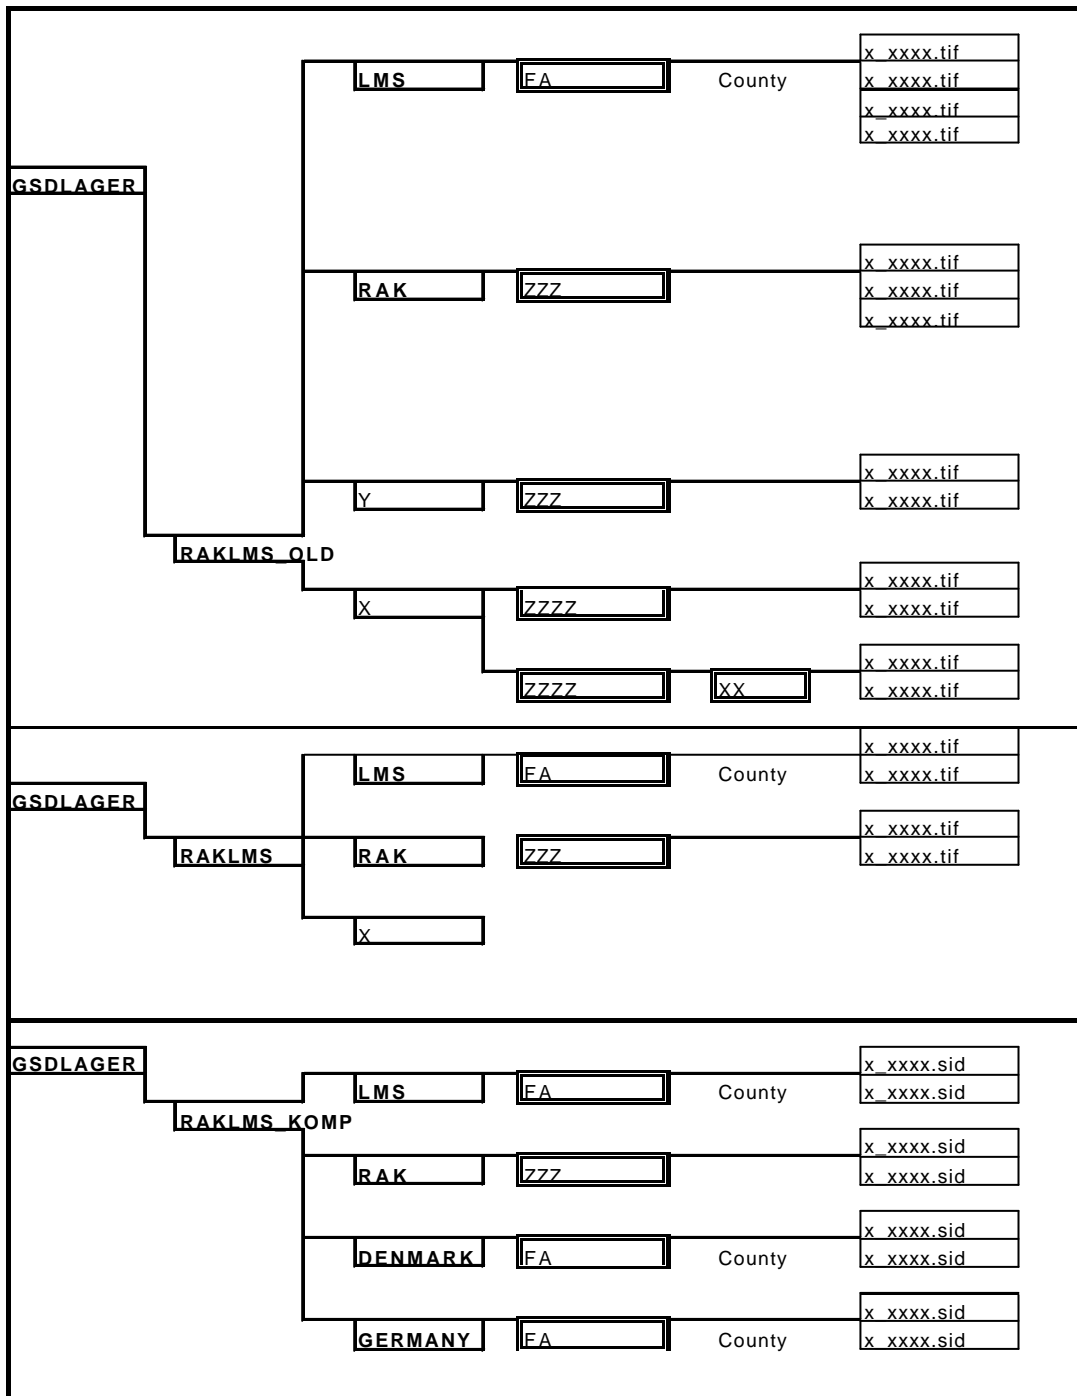 x_xxxx.tif
LMS FA County x_xxxx.tif
x_xxxx.tif
x_xxxx.tif
GSDLAGER
x_xxxx.tif
RAK ZZZ x_xxxx.tif
x_xxxx.tif
x_xxxx.tif
Y ZZZ x_xxxx.tif
RAKLMS_OLD
x_xxxx.tif
X ZZZZ x_xxxx.tif
x_xxxx.tif
ZZZZ XX x_xxxx.tif
x_xxxx.tif
LMS FA County x_xxxx.tif
GSDLAGER
x_xxxx.tif
RAKLMS RAK ZZZ x_xxxx.tif
X
GSDLAGER x_xxxx.sid
LMS FA County x_xxxx.sid
RAKLMS_KOMP
x_xxxx.sid
RAK ZZZ x_xxxx.sid
x_xxxx.sid
DENMARK FA County x_xxxx.sid
x_xxxx.sid
GERMANY FA County x_xxxx.sid